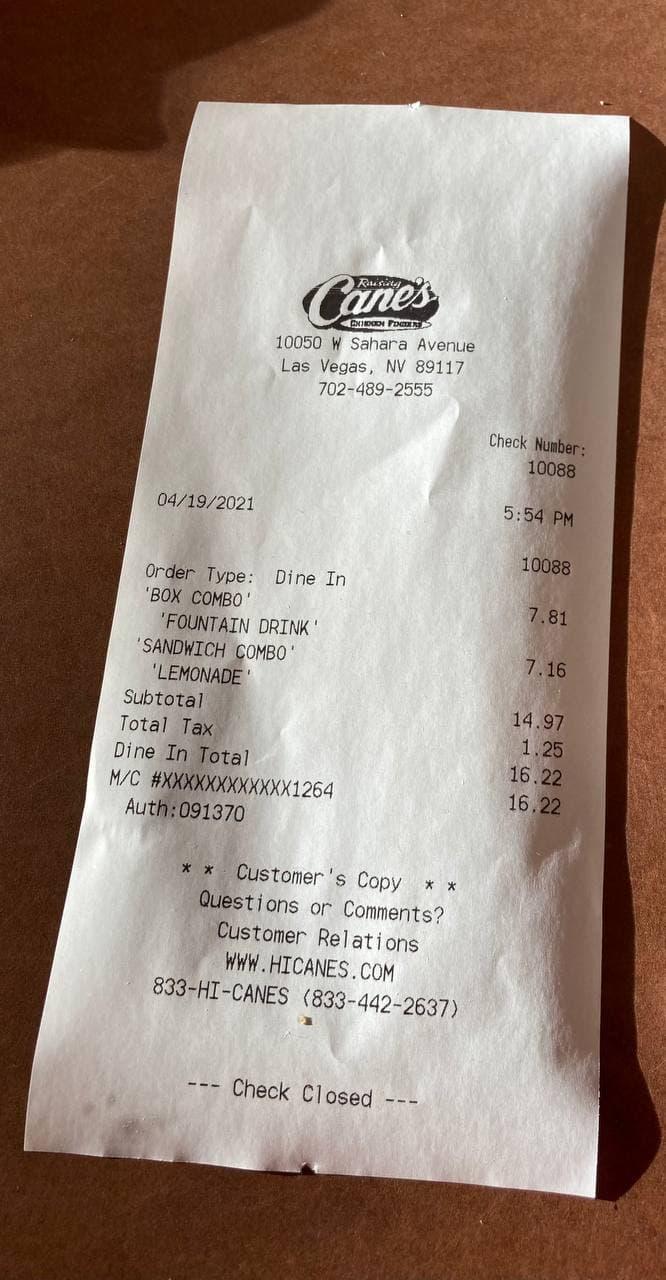 Raising
Cane's
CHICKEN FINGERS
10050 W Sahara Avenue
Las Vegas, NV 89117
702-489-2555
Check Number:
10088
04/19/2021 5:54 PM
Order Type: Dine In 10088
'BOX COMBO' 7.81
'FOUNTAIN DRINK'
'SANDWICH COMBO' 7.16
'LEMONADE'
Subtotal 14.97
Total Tax 1.25
Dine In Total 16.22
M/C #XXXXXXXXXXXX1264 16.22
Auth:091370
* * Customer's Copy * *
Questions or Comments?
Customer Relations
WWW.HICANES.COM
833-HI-CANES (833-442-2637)
--- Check Closed ---